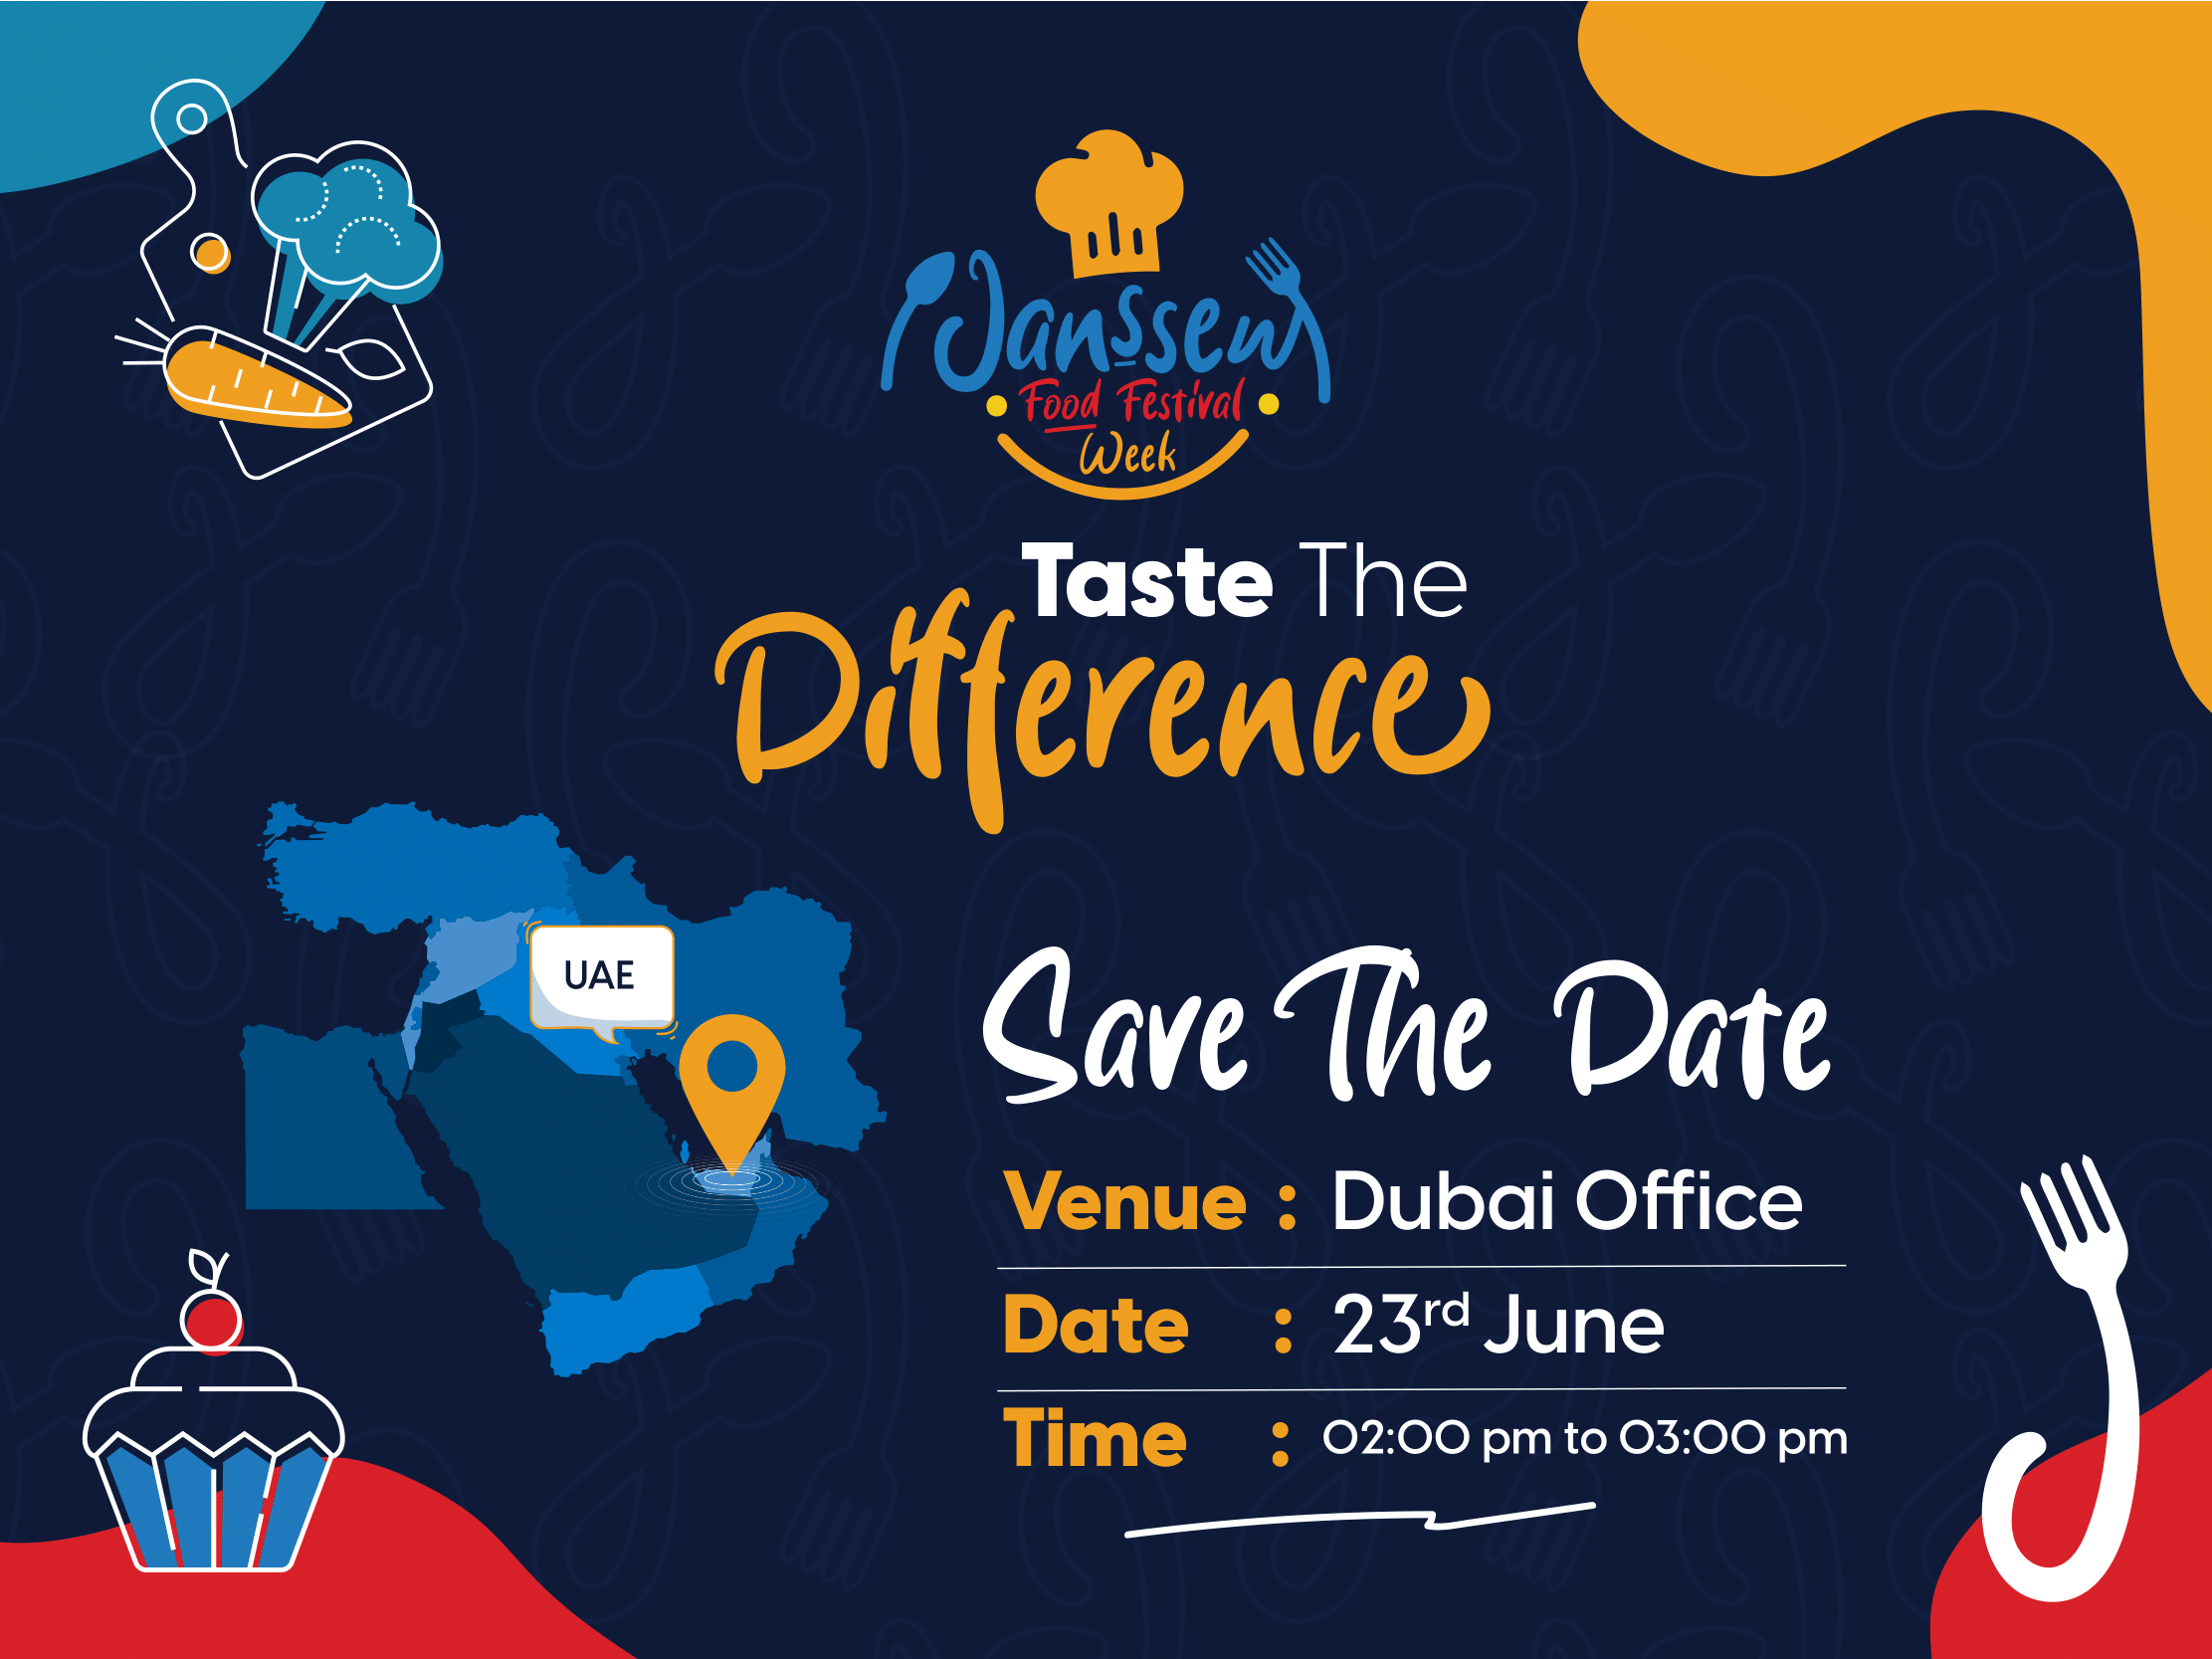 Janssen
Food Festival
Week
Taste The
Difference
UAE
Save The Date
Venue : Dubai Office
Date : 23rd June
Time : 02:00 pm to 03:00 pm